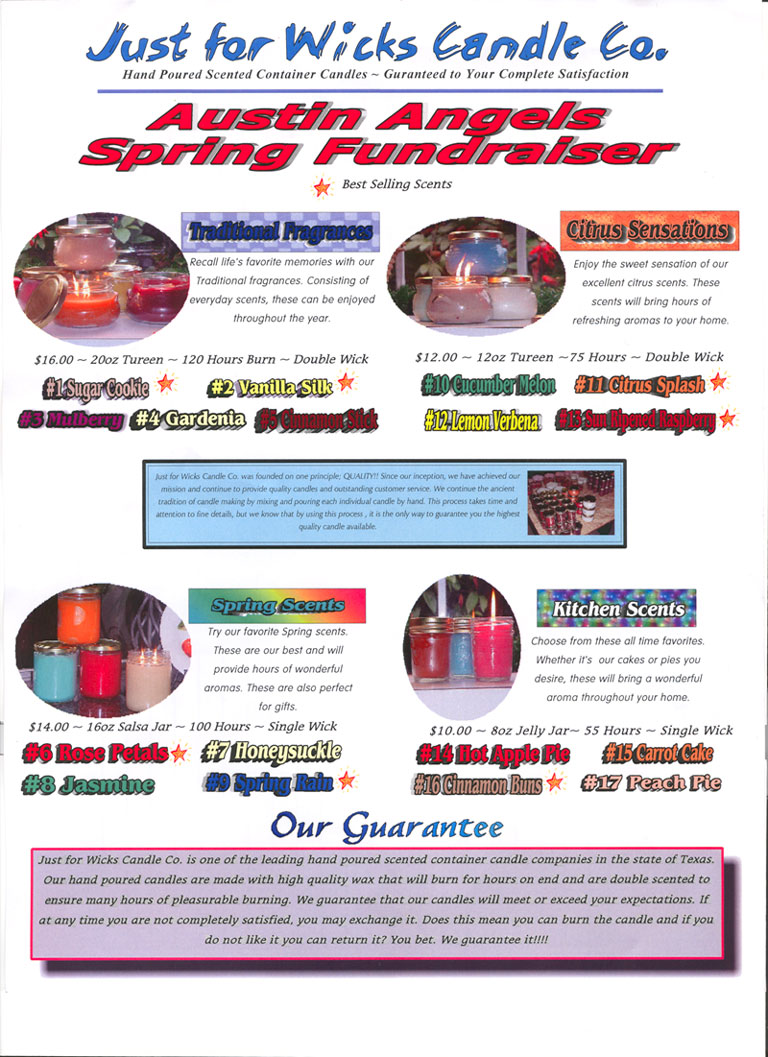 Just for Wicks Candle Co.
Hand Poured Scented Container Candles ~ Guranteed to Your Complete Satisfaction
Austin Angels
Spring Fundraiser
Best Selling Scents
Traditional Fragrances
Recall life's favorite memories with our
Traditional fragrances. Consisting of
everyday scents, these can be enjoyed
throughout the year.
$16.00 ~ 20oz Tureen ~ 120 Hours Burn ~ Double Wick
#1 Sugar Cookie
#2 Vanilla Silk
#3 Mulberry
#4 Gardenia
#5 Cinnamon Stick
Citrus Sensations
Enjoy the sweet sensation of our
excellent citrus scents. These
scents will bring hours of
refreshing aromas to your home.
$12.00 ~ 12oz Tureen ~75 Hours ~ Double Wick
#10 Cucumber Melon
#11 Citrus Splash
#12 Lemon Verbena
#13 Sun Ripened Raspberry
Just for Wicks Candle Co. was founded on one principle; QUALITY!! Since our inception, we have achieved our
mission and continue to provide quality candles and outstanding customer service. We continue the ancient
tradition of candle making by mixing and pouring each individual candle by hand. This process takes time and
attention to fine details, but we know that by using this process , it is the only way to guarantee you the highest
quality candle available.
Spring Scents
Try our favorite Spring scents.
These are our best and will
provide hours of wonderful
aromas. These are also perfect
for gifts.
$14.00 ~ 16oz Salsa Jar ~ 100 Hours ~ Single Wick
#6 Rose Petals
#7 Honeysuckle
#8 Jasmine
#9 Spring Rain
Kitchen Scents
Choose from these all time favorites.
Whether it's our cakes or pies you
desire, these will bring a wonderful
aroma throughout your home.
$10.00 ~ 8oz Jelly Jar~ 55 Hours ~ Single Wick
#14 Hot Apple Pie
#15 Carrot Cake
#16 Cinnamon Buns
#17 Peach Pie
Our Guarantee
Just for Wicks Candle Co. is one of the leading hand poured scented container candle companies in the state of Texas.
Our hand poured candles are made with high quality wax that will burn for hours on end and are double scented to
ensure many hours of pleasurable burning. We guarantee that our candles will meet or exceed your expectations. If
at any time you are not completely satisfied, you may exchange it. Does this mean you can burn the candle and if you
do not like it you can return it? You bet. We guarantee it!!!!